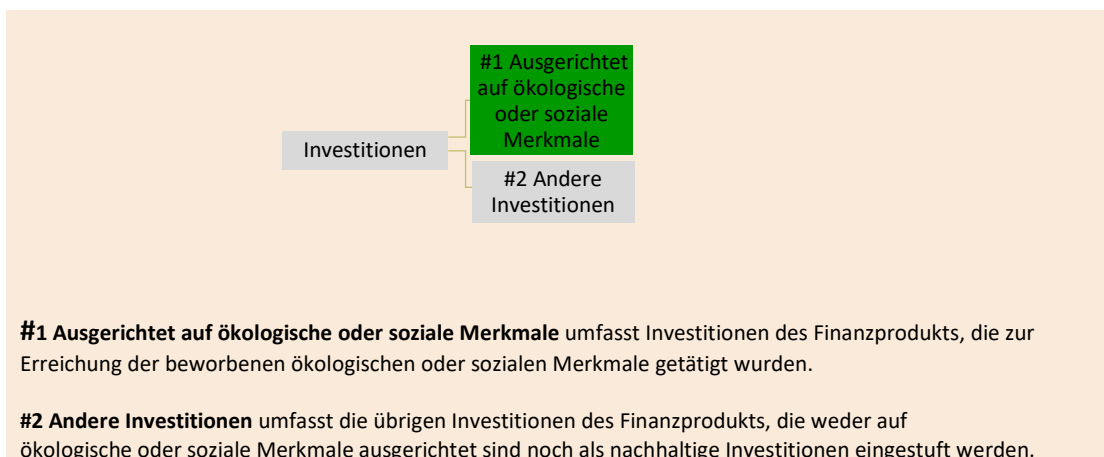 #1 Ausgerichtet
auf ökologische
oder soziale
Merkmale
Investitionen
#2 Andere
Investitionen
#1 Ausgerichtet auf ökologische oder soziale Merkmale umfasst Investitionen des Finanzprodukts, die zur
Erreichung der beworbenen ökologischen oder sozialen Merkmale getätigt wurden.
#2 Andere Investitionen umfasst die übrigen Investitionen des Finanzprodukts, die weder auf
ökologische oder soziale Merkmale ausgerichtet sind noch als nachhaltige Investitionen eingestuft werden.